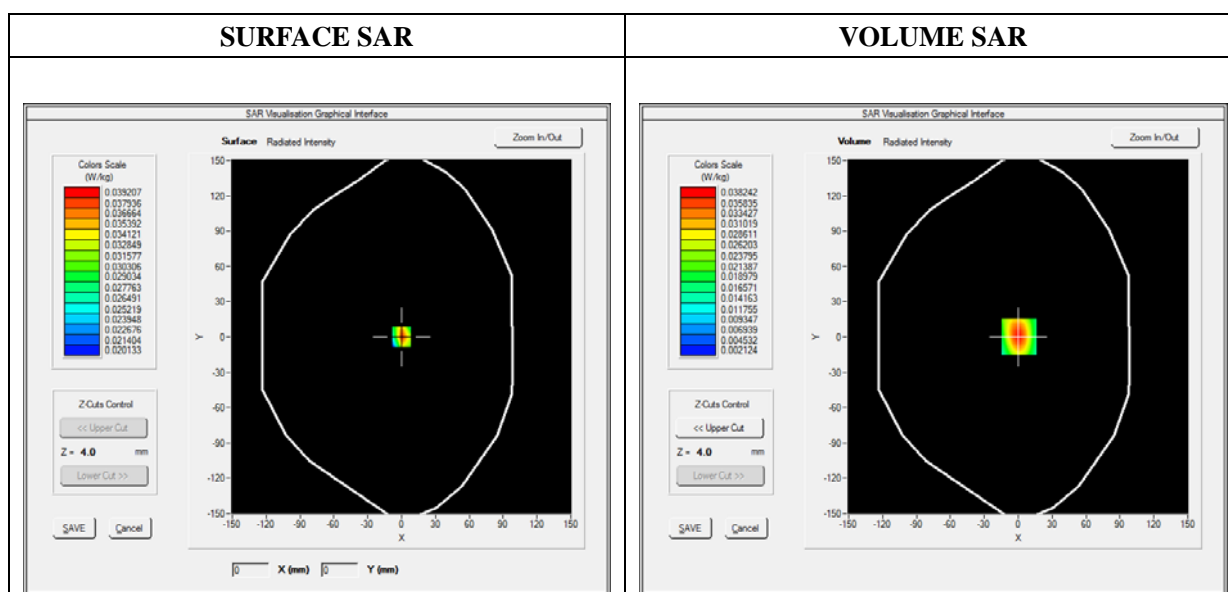 SURFACE SAR
VOLUME SAR
SAR Visualisation Graphical Interface
Surface Radiated Intensity
Zoom In/Out
Colors Scale
(W/kg)
0.039207
0.037936
0.036664
0.035392
0.034121
0.032849
0.031577
0.030306
0.029034
0.027763
0.026491
0.025219
0.023948
0.022676
0.021404
0.020133
Z-Cuts Control
<< Upper Cut
Z = 4.0 mm
Lower Cut >>
SAVE Cancel
150
120
90
60
30
0
-30
-60
-90
-120
-150
Y
-150 -120 -90 -60 -30 0 30 60 90 120 150
X
0 X (mm) 0 Y (mm)
SAR Visualisation Graphical Interface
Volume Radiated Intensity
Zoom In/Out
Colors Scale
(W/kg)
0.038242
0.035835
0.033427
0.031019
0.028611
0.026203
0.023795
0.021387
0.018979
0.016571
0.014163
0.011755
0.009347
0.006939
0.004532
0.002124
Z-Cuts Control
<< Upper Cut
Z = 4.0 mm
Lower Cut >>
SAVE Cancel
150
120
90
60
30
0
-30
-60
-90
-120
-150
Y
-150 -120 -90 -60 -30 0 30 60 90 120 150
X